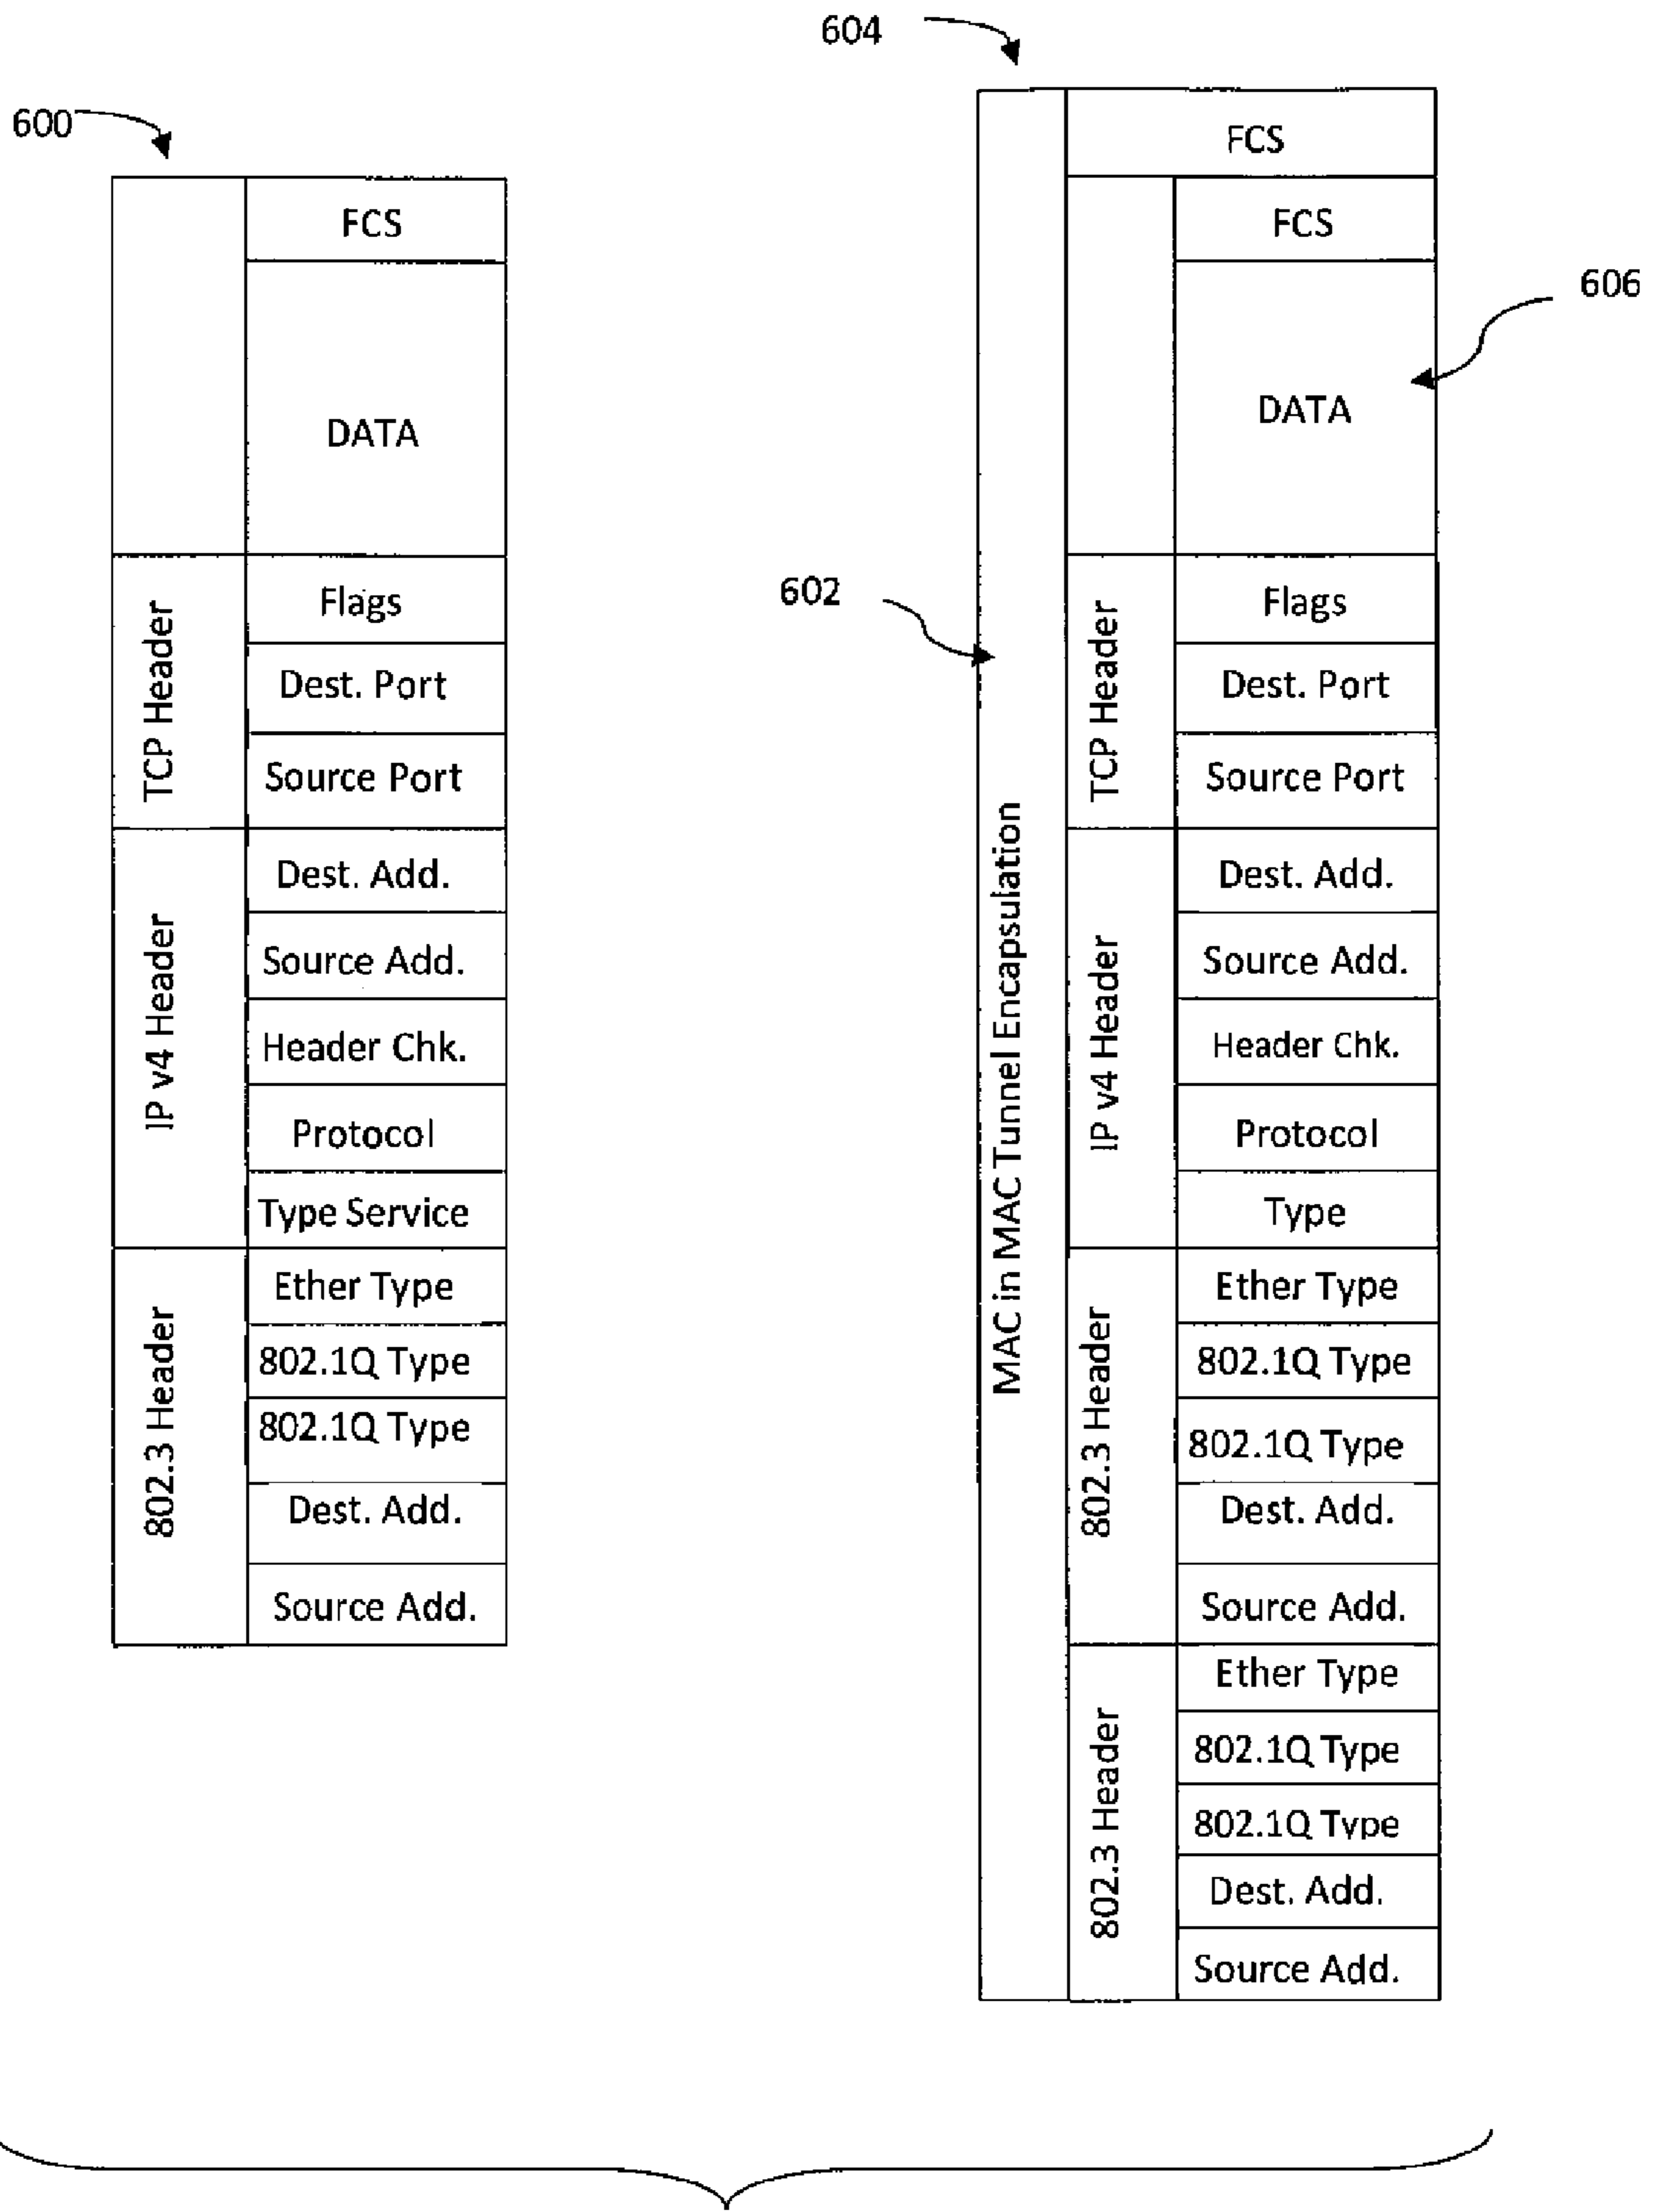 604
600
FCS
DATA
TCP Header
Flags
Dest. Port
Source Port
IP v4 Header
Dest. Add.
Source Add.
Header Chk.
Protocol
Type Service
802.3 Header
Ether Type
802.1Q Type
802.1Q Type
Dest. Add.
Source Add.
602
MAC in MAC Tunnel Encapsulation
FCS
FCS
DATA
606
TCP Header
Flags
Dest. Port
Source Port
IP v4 Header
Dest. Add.
Source Add.
Header Chk.
Protocol
Type
802.3 Header
Ether Type
802.1Q Type
802.1Q Type
Dest. Add.
Source Add.
802.3 Header
Ether Type
802.1Q Type
802.1Q Type
Dest. Add.
Source Add.